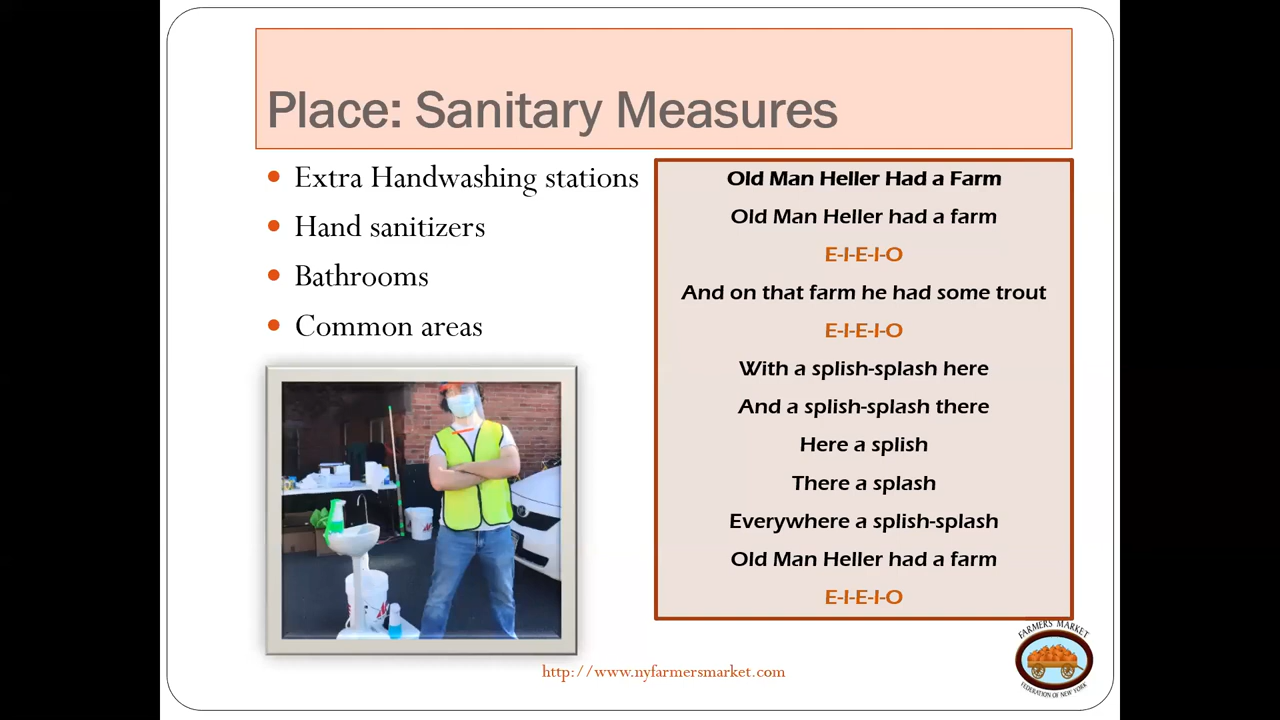 Place: Sanitary Measures
Extra Handwashing stations
Hand sanitizers
Bathrooms
Common areas
Old Man Heller Had a Farm
Old Man Heller had a farm
E-I-E-I-O
And on that farm he had some trout
E-I-E-I-O
With a splish-splash here
And a splish-splash there
Here a splish
There a splash
Everywhere a splish-splash
Old Man Heller had a farm
E-I-E-I-O
http://www.nyfarmersmarket.com
FARMERS MARKET
FEDERATION OF NEW YORK